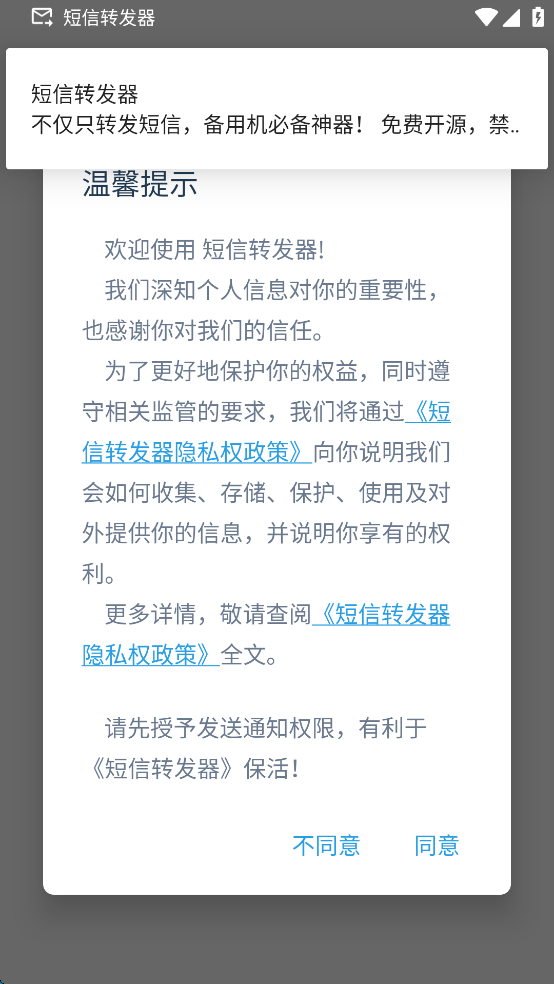 短信转发器
短信转发器
不仅只转发短信，备用机必备神器！ 免费开源，禁..
温馨提示
欢迎使用 短信转发器!
我们深知个人信息对你的重要性，
也感谢你对我们的信任。
为了更好地保护你的权益，同时遵
守相关监管的要求，我们将通过《短
信转发器隐私权政策》向你说明我们
会如何收集、存储、保护、使用及对
外提供你的信息，并说明你享有的权
利。
更多详情，敬请查阅《短信转发器
隐私权政策》全文。
请先授予发送通知权限，有利于
《短信转发器》保活！
不同意 同意